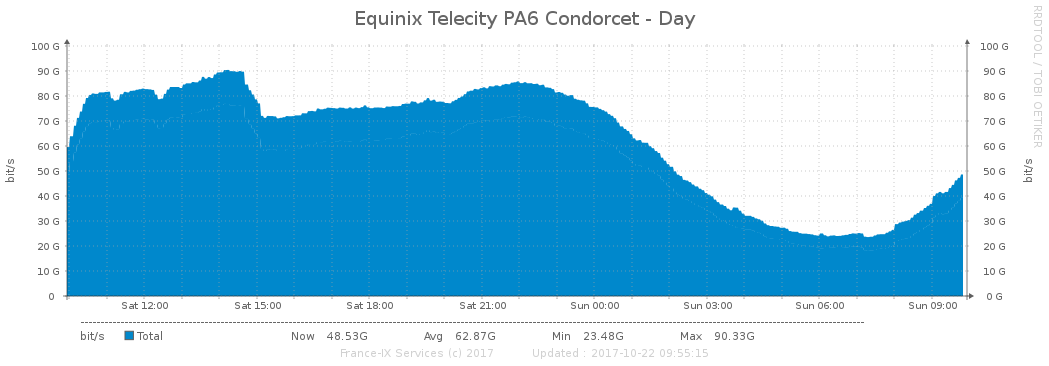 Equinix Telecity PA6 Condorcet - Day
RRDTOOL / TOBI OETIKER
100 G 100 G
90 G 90 G
80 G 80 G
70 G 70 G
60 G 60 G
50 G 50 G
40 G 40 G
30 G 30 G
20 G 20 G
10 G 10 G
0 0 G
bit/s bit/s
Sat 12:00 Sat 15:00 Sat 18:00 Sat 21:00 Sun 00:00 Sun 03:00 Sun 06:00 Sun 09:00
bit/s Total Now 48.53G Avg 62.87G Min 23.48G Max 90.33G
France-IX Services (c) 2017 Updated : 2017-10-22 09:55:15